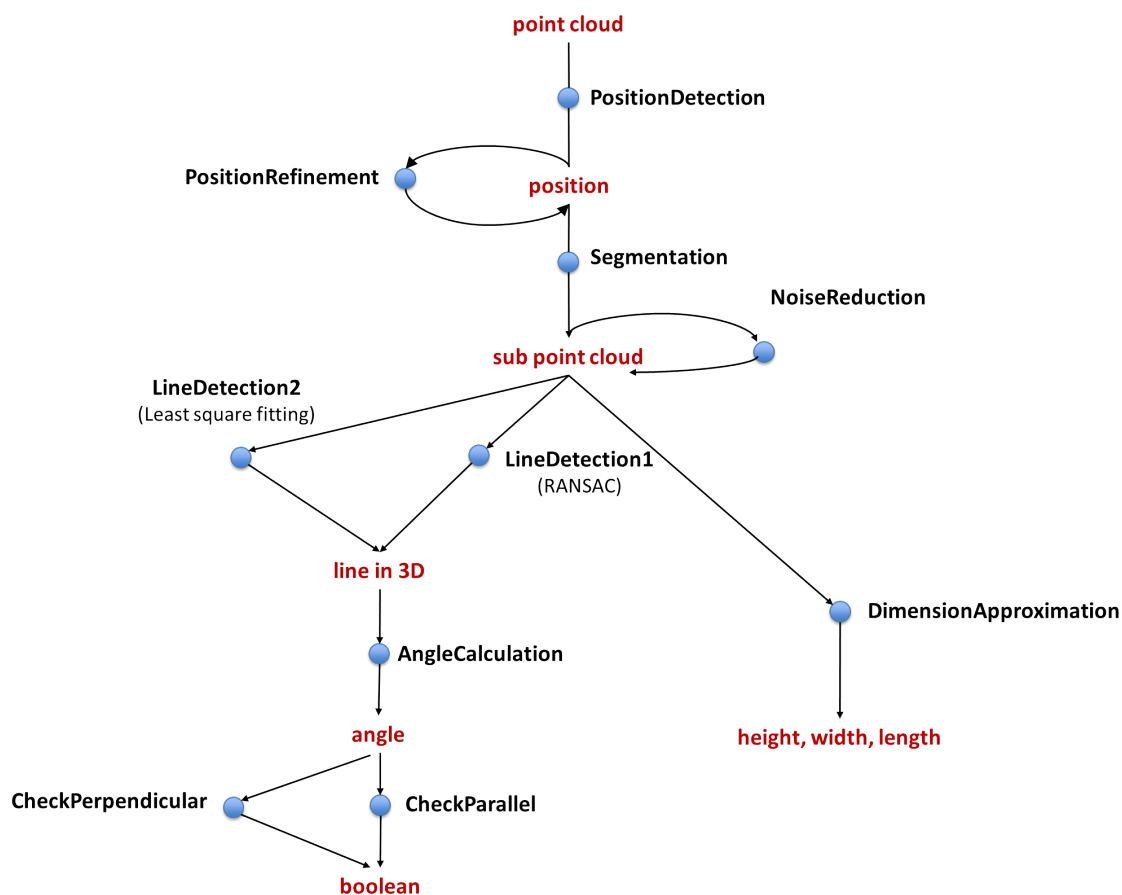 point cloud
PositionDetection
PositionRefinement
position
Segmentation
NoiseReduction
sub point cloud
LineDetection2
(Least square fitting)
LineDetection1
(RANSAC)
line in 3D
DimensionApproximation
AngleCalculation
angle
height, width, length
CheckPerpendicular
CheckParallel
boolean